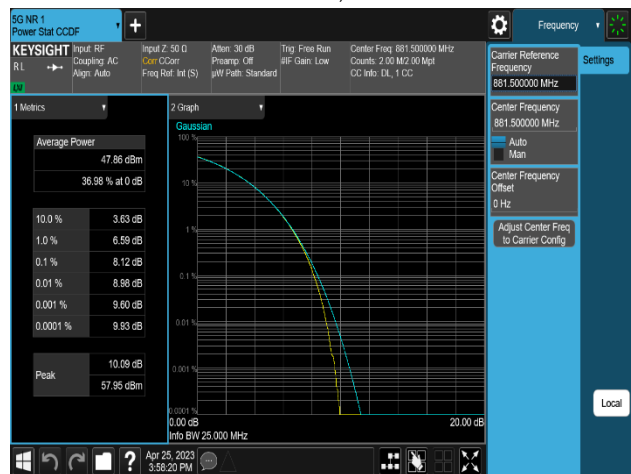 5G NR 1
Power Stat CCDF
+
Frequency
KEYSIGHT
RL
LW
Input: RF
Coupling: AC
Align: Auto
Input Z: 50 Ω
Corr CCorr
Freq Ref: Int (S)
Atten: 30 dB
Preamp: Off
µW Path: Standard
Trig: Free Run
#IF Gain: Low
Center Freq: 881.500000 MHz
Counts: 2.00 M/2.00 Mpt
CC Info: DL, 1 CC
1 Metrics
Average Power
47.86 dBm
36.98 % at 0 dB
10.0 % 3.63 dB
1.0 % 6.59 dB
0.1 % 8.12 dB
0.01 % 8.98 dB
0.001 % 9.60 dB
0.0001 % 9.93 dB
Peak
10.09 dB
57.95 dBm
2 Graph
Gaussian
100 %
10 %
1 %
0.1 %
0.01 %
0.001 %
0.0001 %
0.00 dB
20.00 dB
Info BW 25.000 MHz
Carrier Reference
Frequency
881.500000 MHz
Center Frequency
881.500000 MHz
Auto
Man
Center Frequency
Offset
0 Hz
Adjust Center Freq
to Carrier Config
Settings
Local
?
Apr 25, 2023
3:58:20 PM